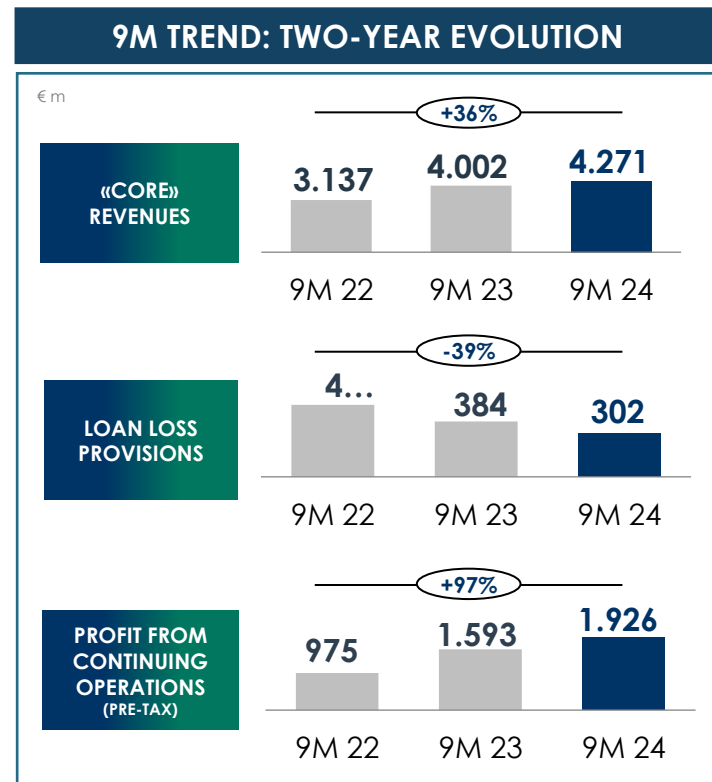 9M TREND: TWO-YEAR EVOLUTION
€ m
+36%
«CORE»
REVENUES
3.137 4.002 4.271
9M 22 9M 23 9M 24
-39%
LOAN LOSS
PROVISIONS
4... 384 302
9M 22 9M 23 9M 24
+97%
PROFIT FROM
CONTINUING
OPERATIONS
(PRE-TAX)
975 1.593 1.926
9M 22 9M 23 9M 24